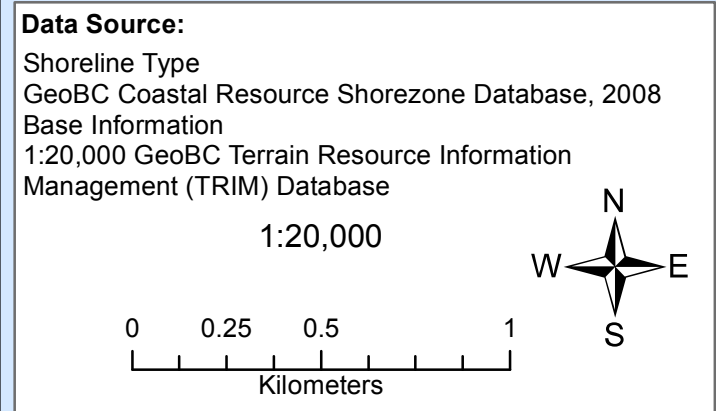 Data Source:
Shoreline Type
GeoBC Coastal Resource Shorezone Database, 2008
Base Information
1:20,000 GeoBC Terrain Resource Information
Management (TRIM) Database
1:20,000
N
W E
S
0 0.25 0.5 1
Kilometers